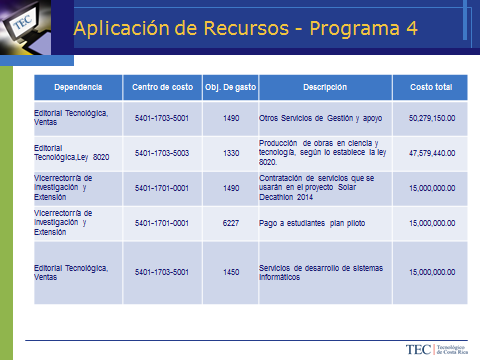 TEC
Aplicación de Recursos - Programa 4
Dependencia Centro de costo Obj. De gasto Descripción Costo total
Editorial Tecnológica,
Ventas 5401-1703-5001 1490 Otros Servicios de Gestión y apoyo 50,279,150.00
Editorial
Tecnológica,Ley 8020 5401-1703-5003 1330 Producción de obras en ciencia y
tecnología, según lo establece la ley
8020. 47,579,440.00
Vicerrectorría de
Investigación y
Extensión 5401-1701-0001 1490 Contratación de servicios que se
usarán en el proyecto Solar
Decathlon 2014 15,000,000.00
Vicerrectorría de
Investigación y
Extensión 5401-1701-0001 6227 Pago a estudiantes plan piloto 15,000,000.00
Editorial Tecnológica,
Ventas 5401-1703-5001 1450 Servicios de desarrollo de sistemas
informáticos 15,000,000.00
TEC Tecnológico
de Costa Rica